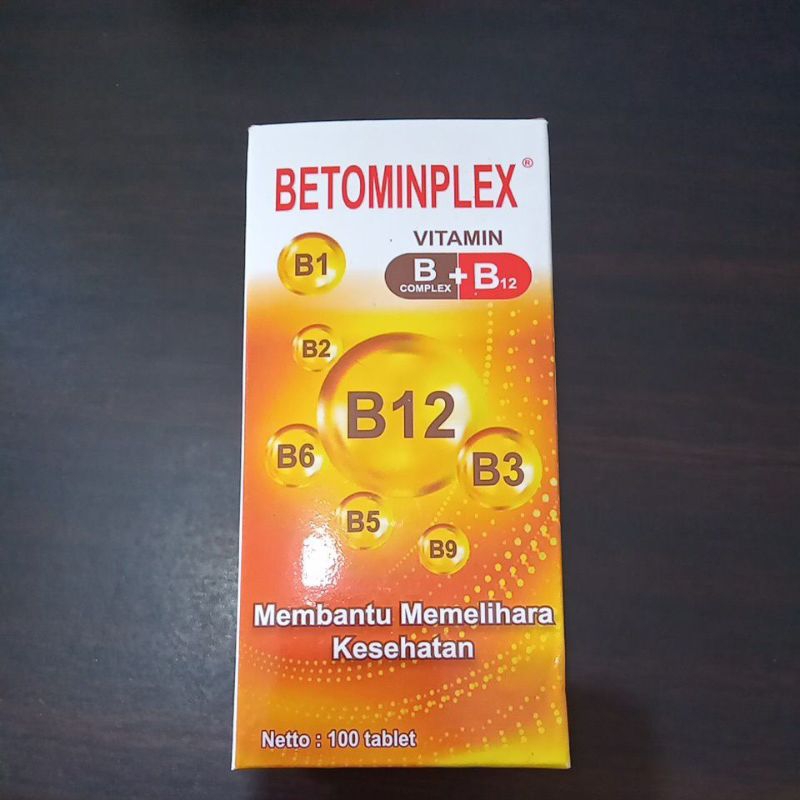 BETOMINPLEX®
VITAMIN
B COMPLEX + B12
B1
B2
B12
B6
B3
B5
B9
Membantu Memelihara
Kesehatan
Netto : 100 tablet